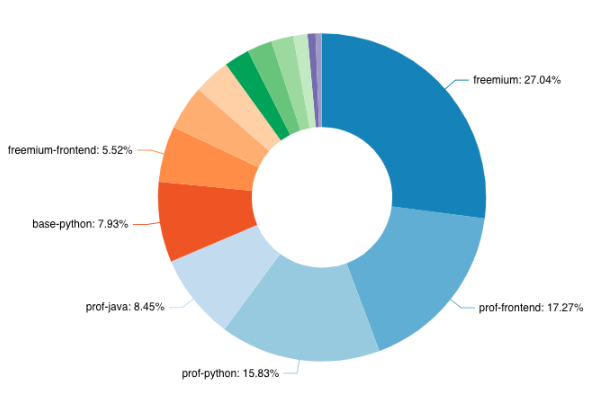 freemium: 27.04%
prof-frontend: 17.27%
prof-python: 15.83%
prof-java: 8.45%
base-python: 7.93%
freemium-frontend: 5.52%